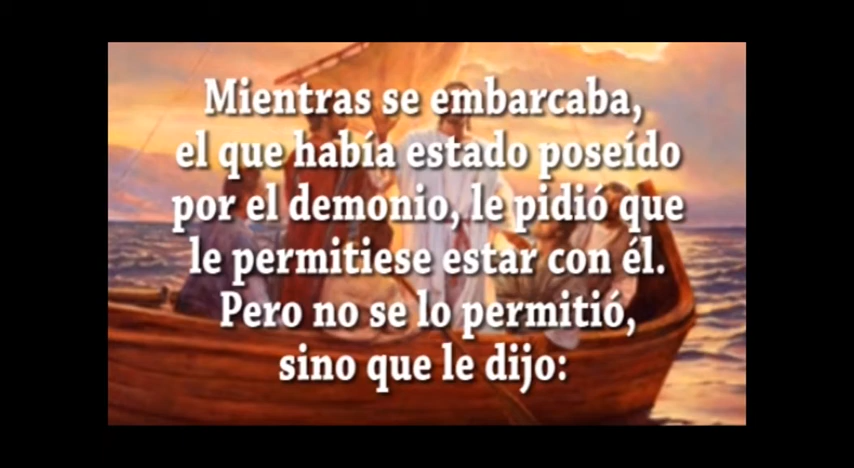 Mientras se embarcaba,
el que había estado poseído
por el demonio, le pidió que
le permitiese estar con él.
Pero no se lo permitió,
sino que le dijo: